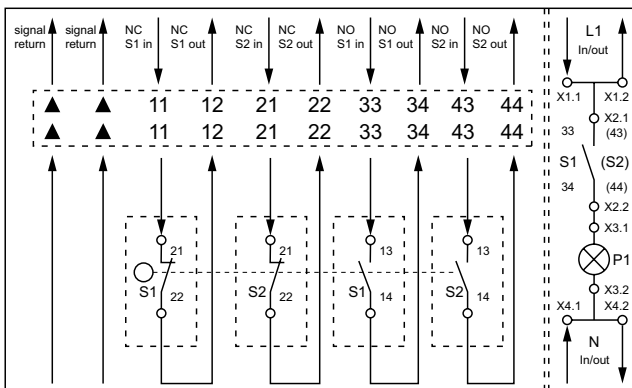 signal return
signal return
NC S1 in
NC S1 out
NC S2 in
NC S2 out
NO S1 in
NO S1 out
NO S2 in
NO S2 out
▲ ▲ 11 12 21 22 33 34 43 44
▲ ▲ 11 12 21 22 33 34 43 44
21 21 13 13
S1 S2 S1 S2
22 22 14 14
L1
In/out
X1.1 X1.2
X2.1
33 (43)
S1 (S2)
34 (44)
X2.2
X3.1
P1
X3.2
X4.1 X4.2
N
In/out